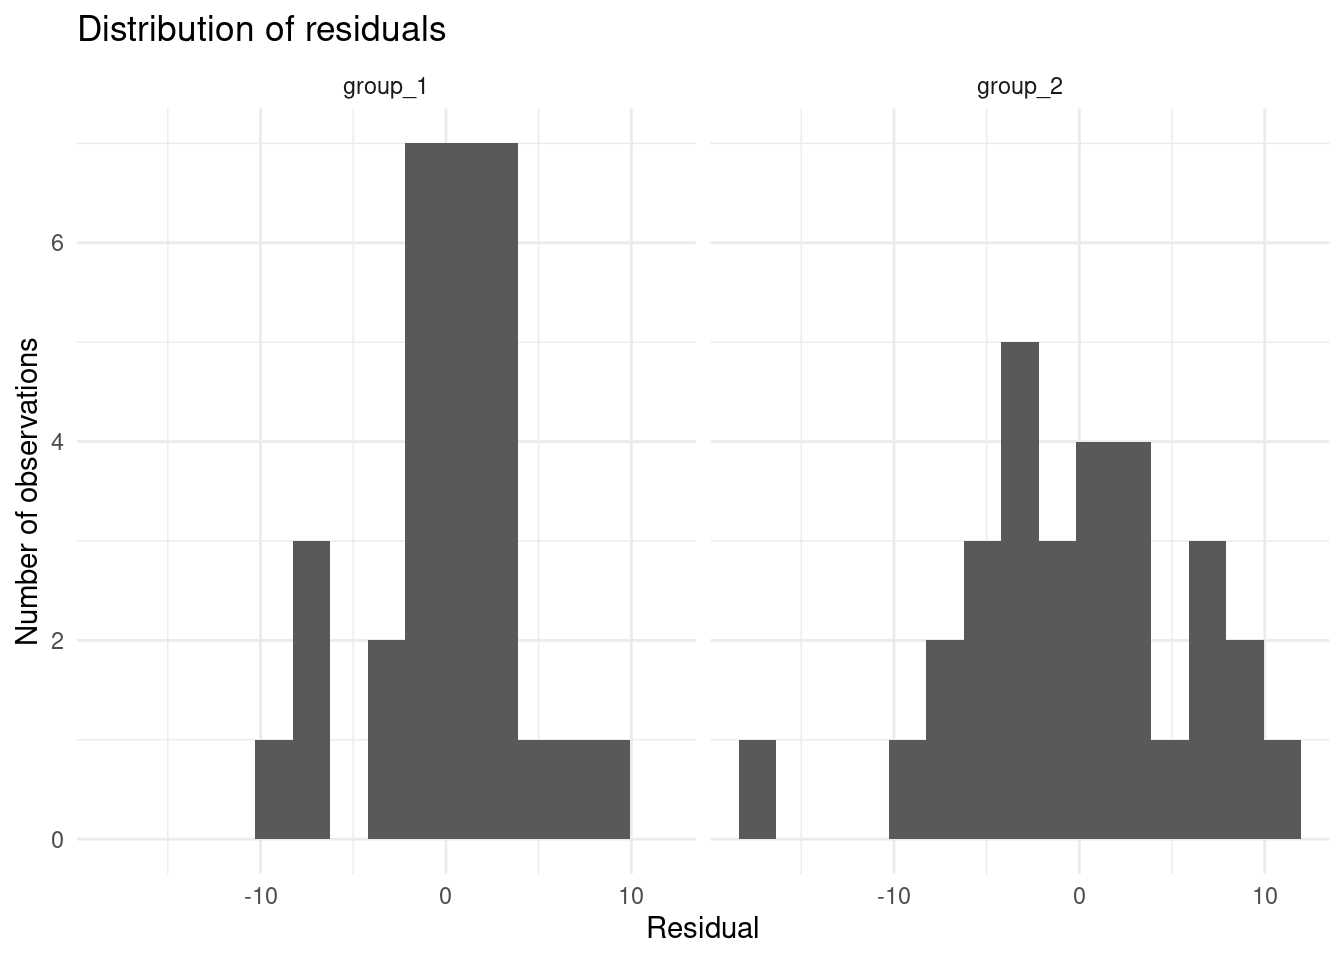 Distribution of residuals
group_1
group_2
Number of observations
6
4
2
0
-10 0 10
-10 0 10
Residual